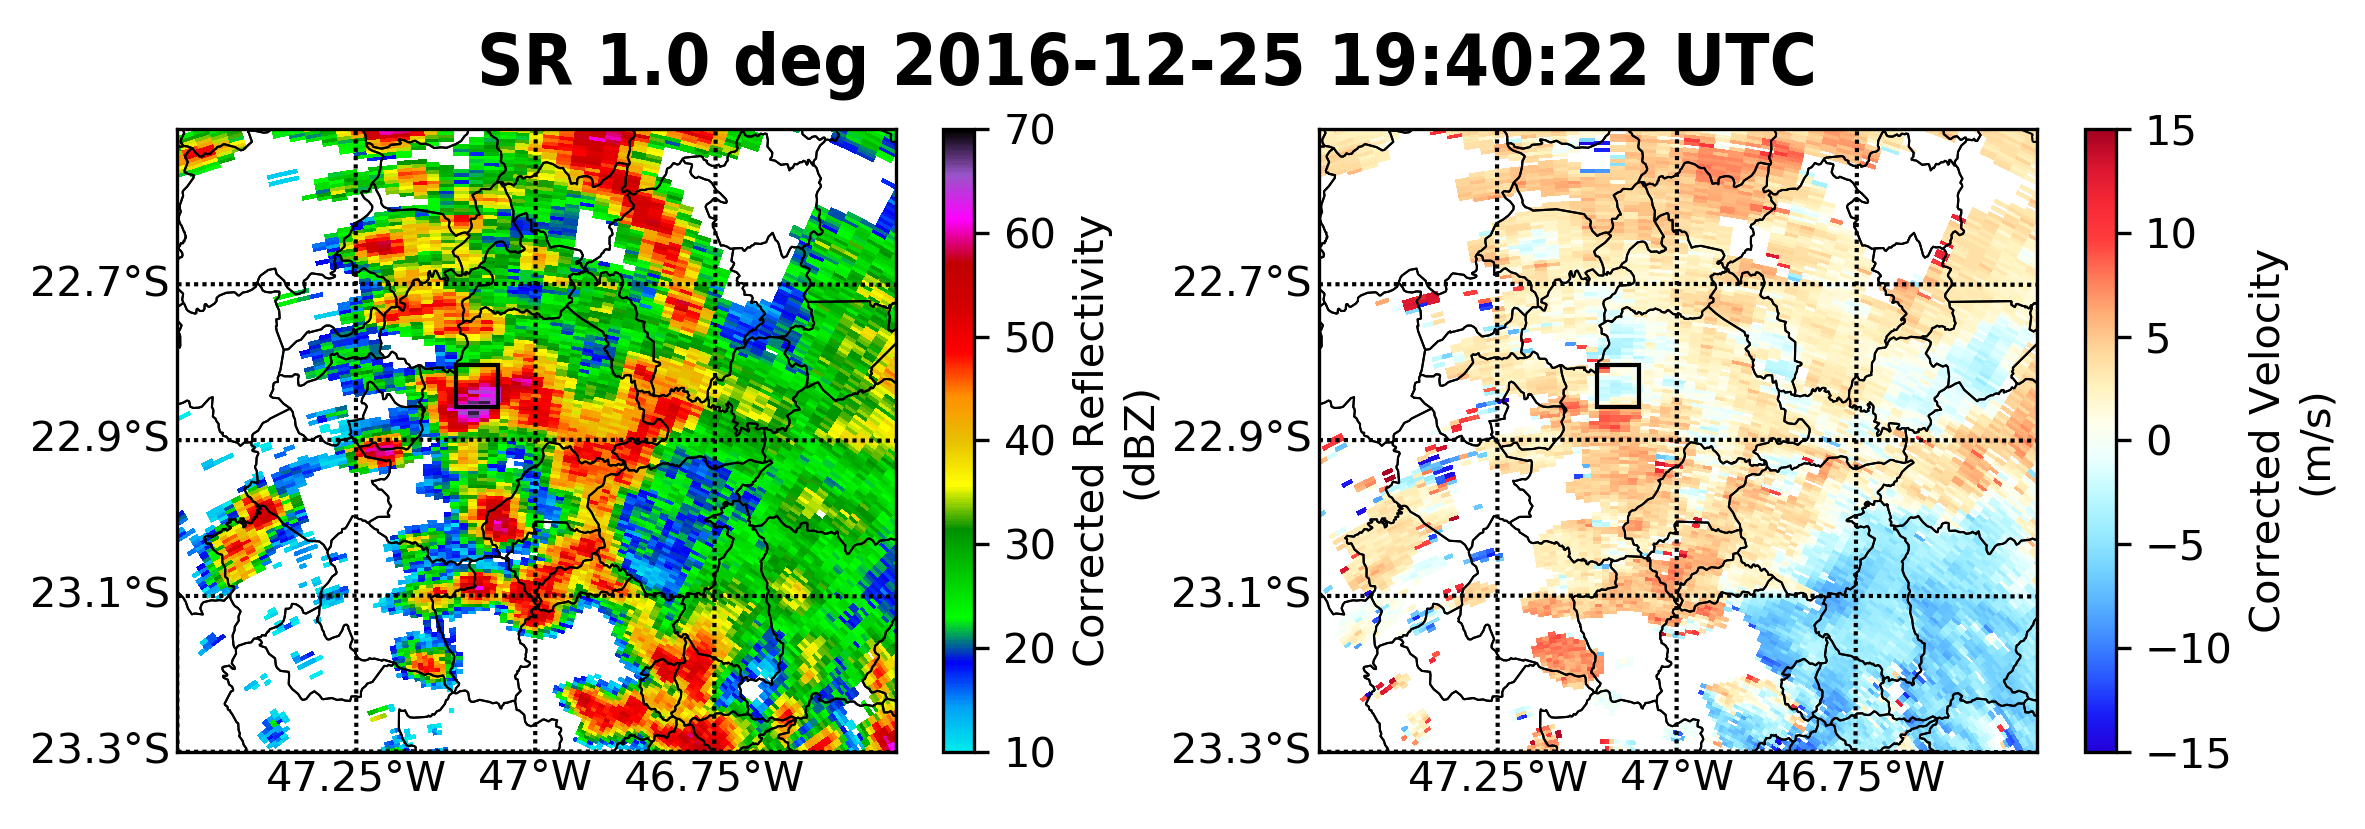 SR 1.0 deg 2016-12-25 19:40:22 UTC
22.7°S
22.9°S
23.1°S
23.3°S
47.25°W 47°W 46.75°W
70
60
50
40
30
20
10
Corrected Reflectivity
(dBZ)
22.7°S
22.9°S
23.1°S
23.3°S
47.25°W 47°W 46.75°W
15
10
5
0
−5
−10
−15
Corrected Velocity
(m/s)